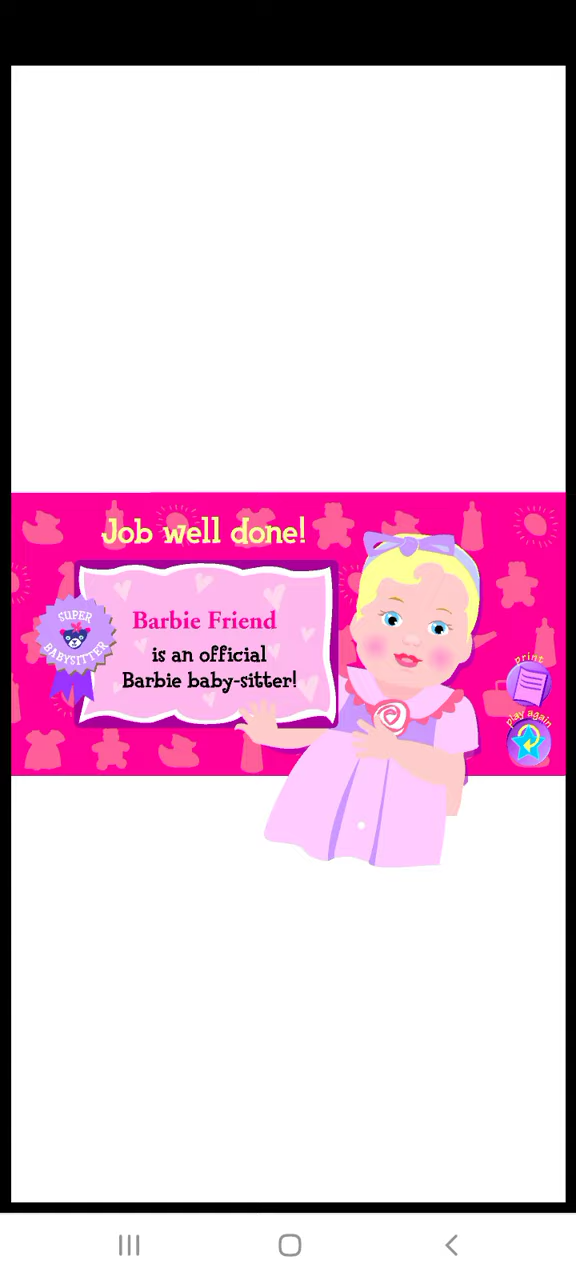 Job well done!
SUPER
BABYSITTER
Barbie Friend
is an official
Barbie baby-sitter!
print
play again